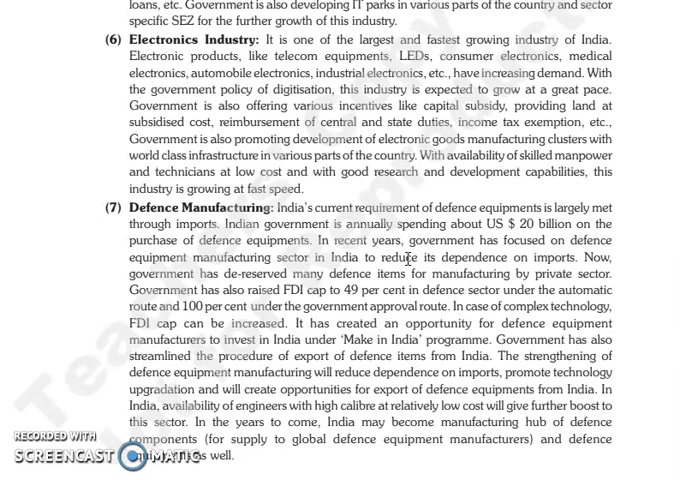 loans, etc. Government is also developing IT parks in various parts of the country and sector
specific SEZ for the further growth of this industry.
(6) Electronics Industry: It is one of the largest and fastest growing industry of India.
Electronic products, like telecom equipments, LEDs, consumer electronics, medical
electronics, automobile electronics, industrial electronics, etc., have increasing demand. With
the government policy of digitisation, this industry is expected to grow at a great pace.
Government is also offering various incentives like capital subsidy, providing land at
subsidised cost, reimbursement of central and state duties, income tax exemption, etc.,
Government is also promoting development of electronic goods manufacturing clusters with
world class infrastructure in various parts of the country. With availability of skilled manpower
and technicians at low cost and with good research and development capabilities, this
industry is growing at fast speed.
(7) Defence Manufacturing: India's current requirement of defence equipments is largely met
through imports. Indian government is annually spending about US $ 20 billion on the
purchase of defence equipments. In recent years, government has focused on defence
equipment manufacturing sector in India to reduce its dependence on imports. Now,
government has de-reserved many defence items for manufacturing by private sector.
Government has also raised FDI cap to 49 per cent in defence sector under the automatic
route and 100 per cent under the government approval route. In case of complex technology,
FDI cap can be increased. It has created an opportunity for defence equipment
manufacturers to invest in India under 'Make in India' programme. Government has also
streamlined the procedure of export of defence items from India. The strengthening of
defence equipment manufacturing will reduce dependence on imports, promote technology
upgradation and will create opportunities for export of defence equipments from India. In
India, availability of engineers with high calibre at relatively low cost will give further boost to
this sector. In the years to come, India may become manufacturing hub of defence
components (for supply to global defence equipment manufacturers) and defence
as well.
RECORDED WITH
SCREENCAST MATIC
Teachers